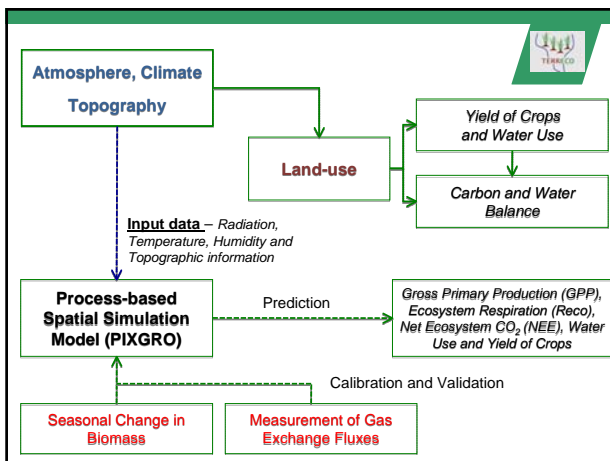 TERRECO
Atmosphere, Climate
Topography
Yield of Crops
and Water Use
Land-use
Carbon and Water
Balance
Input data – Radiation,
Temperature, Humidity and
Topographic information
Process-based
Spatial Simulation
Model (PIXGRO)
Prediction
Gross Primary Production (GPP),
Ecosystem Respiration (Reco),
Net Ecosystem CO₂ (NEE), Water
Use and Yield of Crops
Calibration and Validation
Seasonal Change in
Biomass
Measurement of Gas
Exchange Fluxes